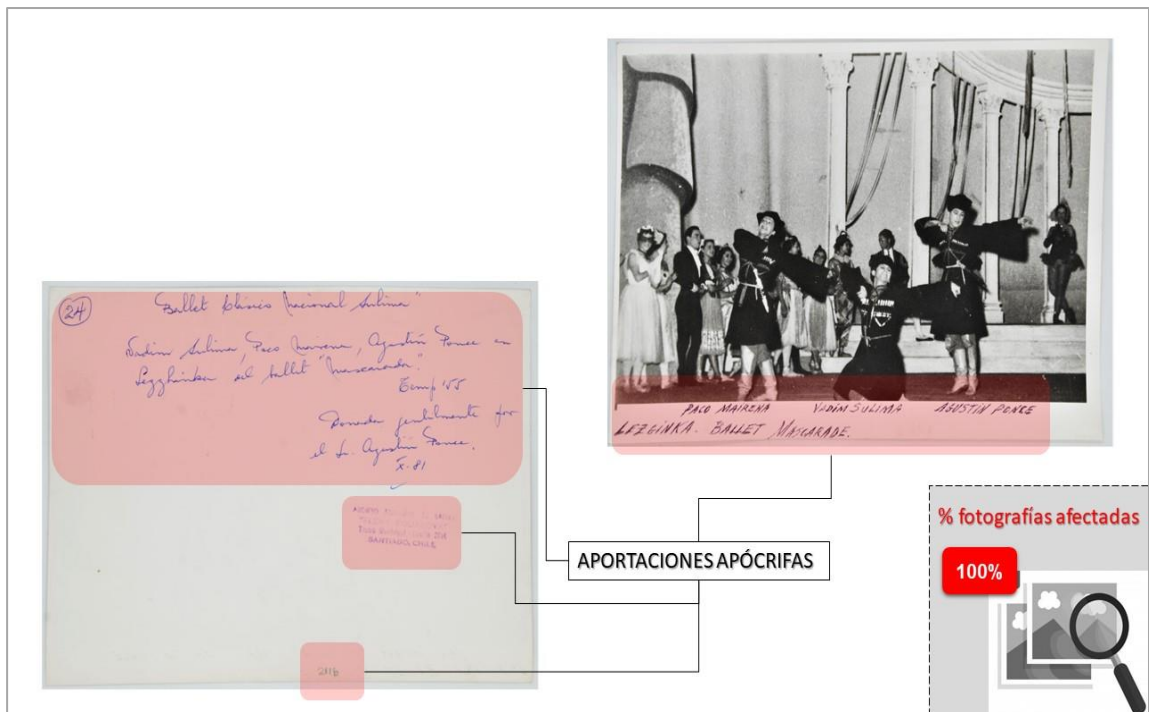 PACO MAIRENA VADIM SULIMA AGUSTIN PONCE
LEZGINKA. BALLET MASCARADE.
24
"Ballet Clásico Nacional Sulima"
Vadim Sulima, Paco Mairena, Agustín Ponce en
Lezghinka del ballet "Mascarada".
Temp '55
Donada gentilmente por
el Sr. Agustín Ponce.
X-81
SANTIAGO, CHILE
APORTACIONES APÓCRIFAS
% fotografías afectadas
100%